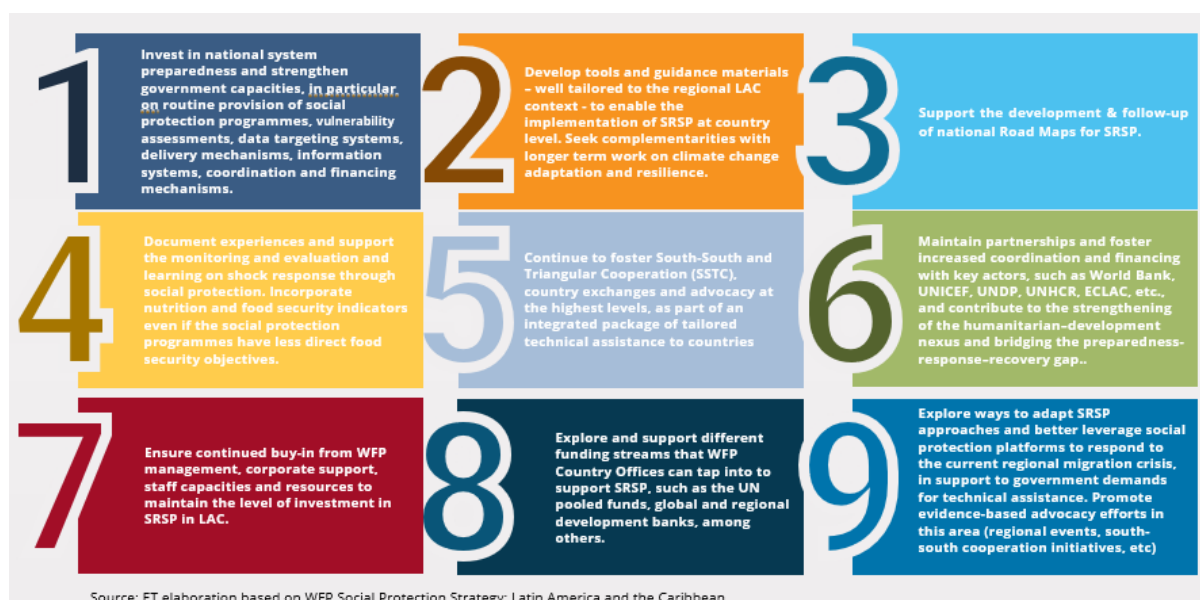 1
Invest in national system
preparedness and strengthen
government capacities, in particular
on routine provision of social
protection programmes, vulnerability
assessments, data targeting systems,
delivery mechanisms, information
systems, coordination and financing
mechanisms.
2
Develop tools and guidance materials
– well tailored to the regional LAC
context - to enable the
implementation of SRSP at country
level. Seek complementarities with
longer term work on climate change
adaptation and resilience.
3
Support the development & follow-up
of national Road Maps for SRSP.
4
Document experiences and support
the monitoring and evaluation and
learning on shock response through
social protection. Incorporate
nutrition and food security indicators
even if the social protection
programmes have less direct food
security objectives.
5
Continue to foster South-South and
Triangular Cooperation (SSTC),
country exchanges and advocacy at
the highest levels, as part of an
integrated package of tailored
technical assistance to countries
6
Maintain partnerships and foster
increased coordination and financing
with key actors, such as World Bank,
UNICEF, UNDP, UNHCR, ECLAC, etc.,
and contribute to the strengthening
of the humanitarian–development
nexus and bridging the preparedness-
response–recovery gap..
7
Ensure continued buy-in from WFP
management, corporate support,
staff capacities and resources to
maintain the level of investment in
SRSP in LAC.
8
Explore and support different
funding streams that WFP
Country Offices can tap into to
support SRSP, such as the UN
pooled funds, global and regional
development banks, among
others.
9
Explore ways to adapt SRSP
approaches and better leverage social
protection platforms to respond to
the current regional migration crisis,
in support to government demands
for technical assistance. Promote
evidence-based advocacy efforts in
this area (regional events, south-
south cooperation initiatives, etc)
Source: ET elaboration based on WFP Social Protection Strategy: Latin America and the Caribbean